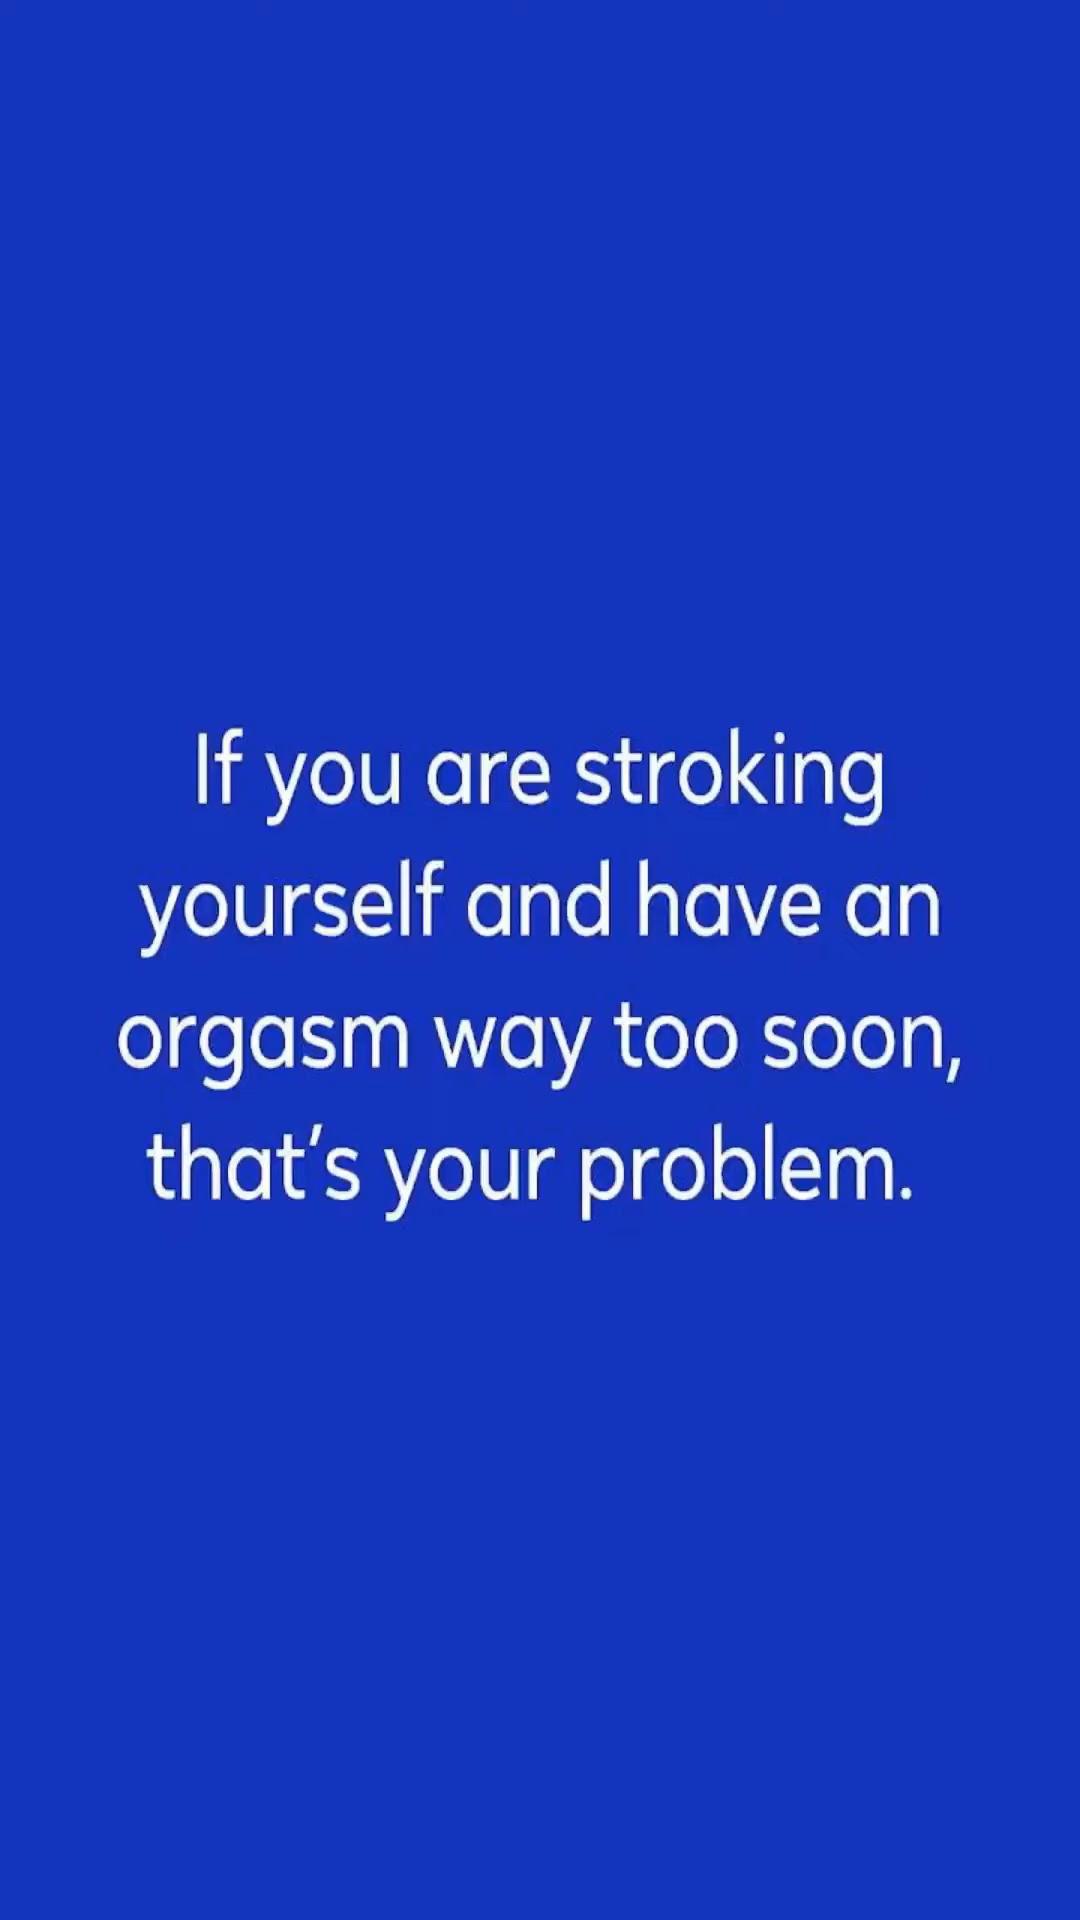 If you are stroking
yourself and have an
orgasm way too soon,
that's your problem.